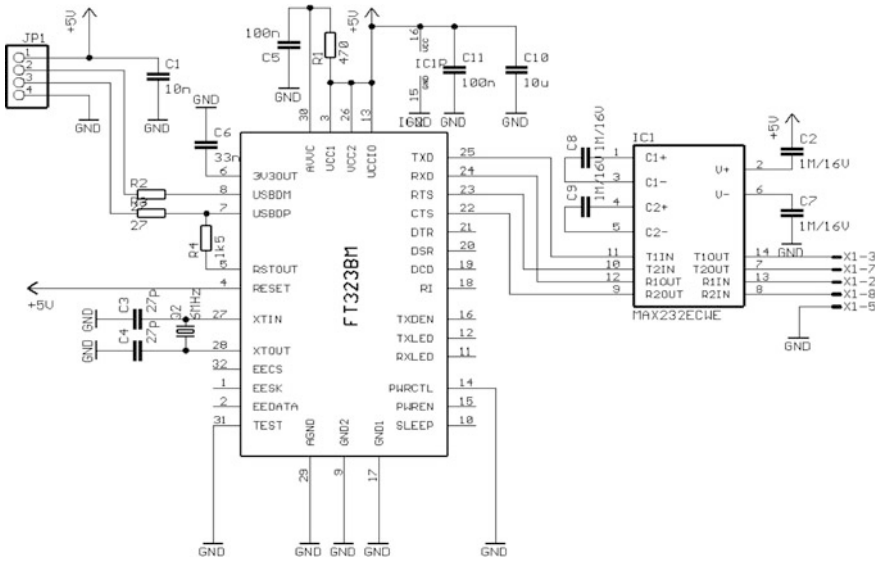 JP1
1
2
3
4
+5V
C1
10n
GND
GND
GND
C6
33n
100n
C5
GND
R1
470
+5V
16
VCC
IC1P
GND
15
GND
C11
100n
GND
C10
10u
GND
30
3
26
13
AVVC
VCC1
VCC2
VCCIO
R2
27
R4
1k5
+5V
GND
C3
27p
GND
C4
27p
Q2
6 3V3OUT
8 USBDM
7 USBDP
5 RSTOUT
4 RESET
27 XTIN
28 XTOUT
32 EECS
1 EESK
2 EEDATA
31 TEST
FT323BM
TXD 25
RXD 24
RTS 23
CTS 22
DTR 21
DSR 20
DCD 19
RI 18
TXDEN 16
TXLED 12
RXLED 11
PWRCTL 14
PWREN 15
SLEEP 10
AGND
GND2
GND1
29
9
17
GND
GND
GND
GND
GND
C8
1M/16V
C9
1M/16V
IC1
1 C1+
3 C1-
4 C2+
5 C2-
11 T1IN
10 T2IN
12 R1OUT
9 R2OUT
V+ 2
V- 6
T1OUT 14 X1-3
T2OUT 7 X1-7
R1IN 13 X1-2
R2IN 8 X1-8
X1-5
MAX232ECWE
+5V
C2
1M/16V
C7
1M/16V
GND
GND